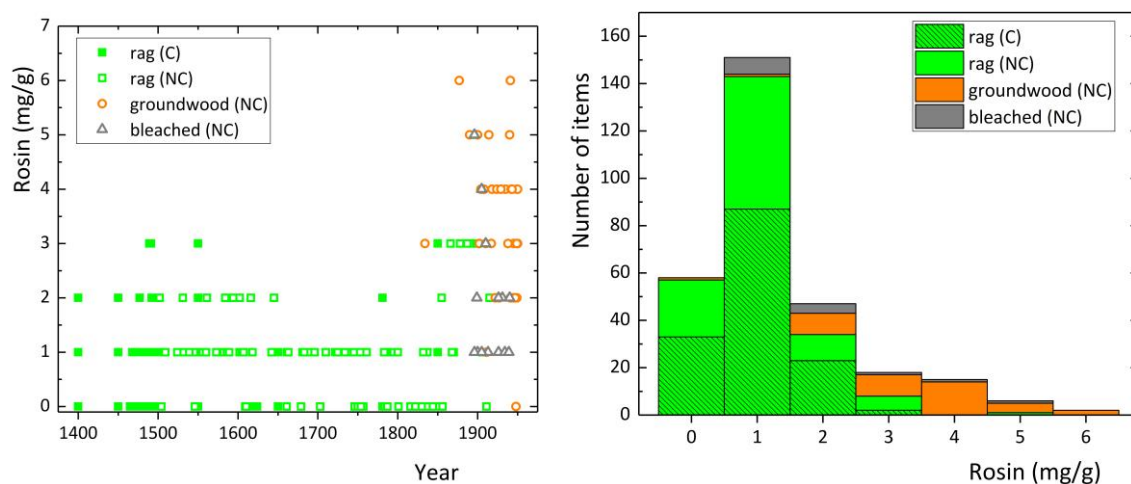 7
6
5
4
3
2
1
0
Rosin (mg/g)
rag (C)
rag (NC)
groundwood (NC)
bleached (NC)
1400 1500 1600 1700 1800 1900
Year
160
140
120
100
80
60
40
20
0
Number of items
rag (C)
rag (NC)
groundwood (NC)
bleached (NC)
0 1 2 3 4 5 6
Rosin (mg/g)